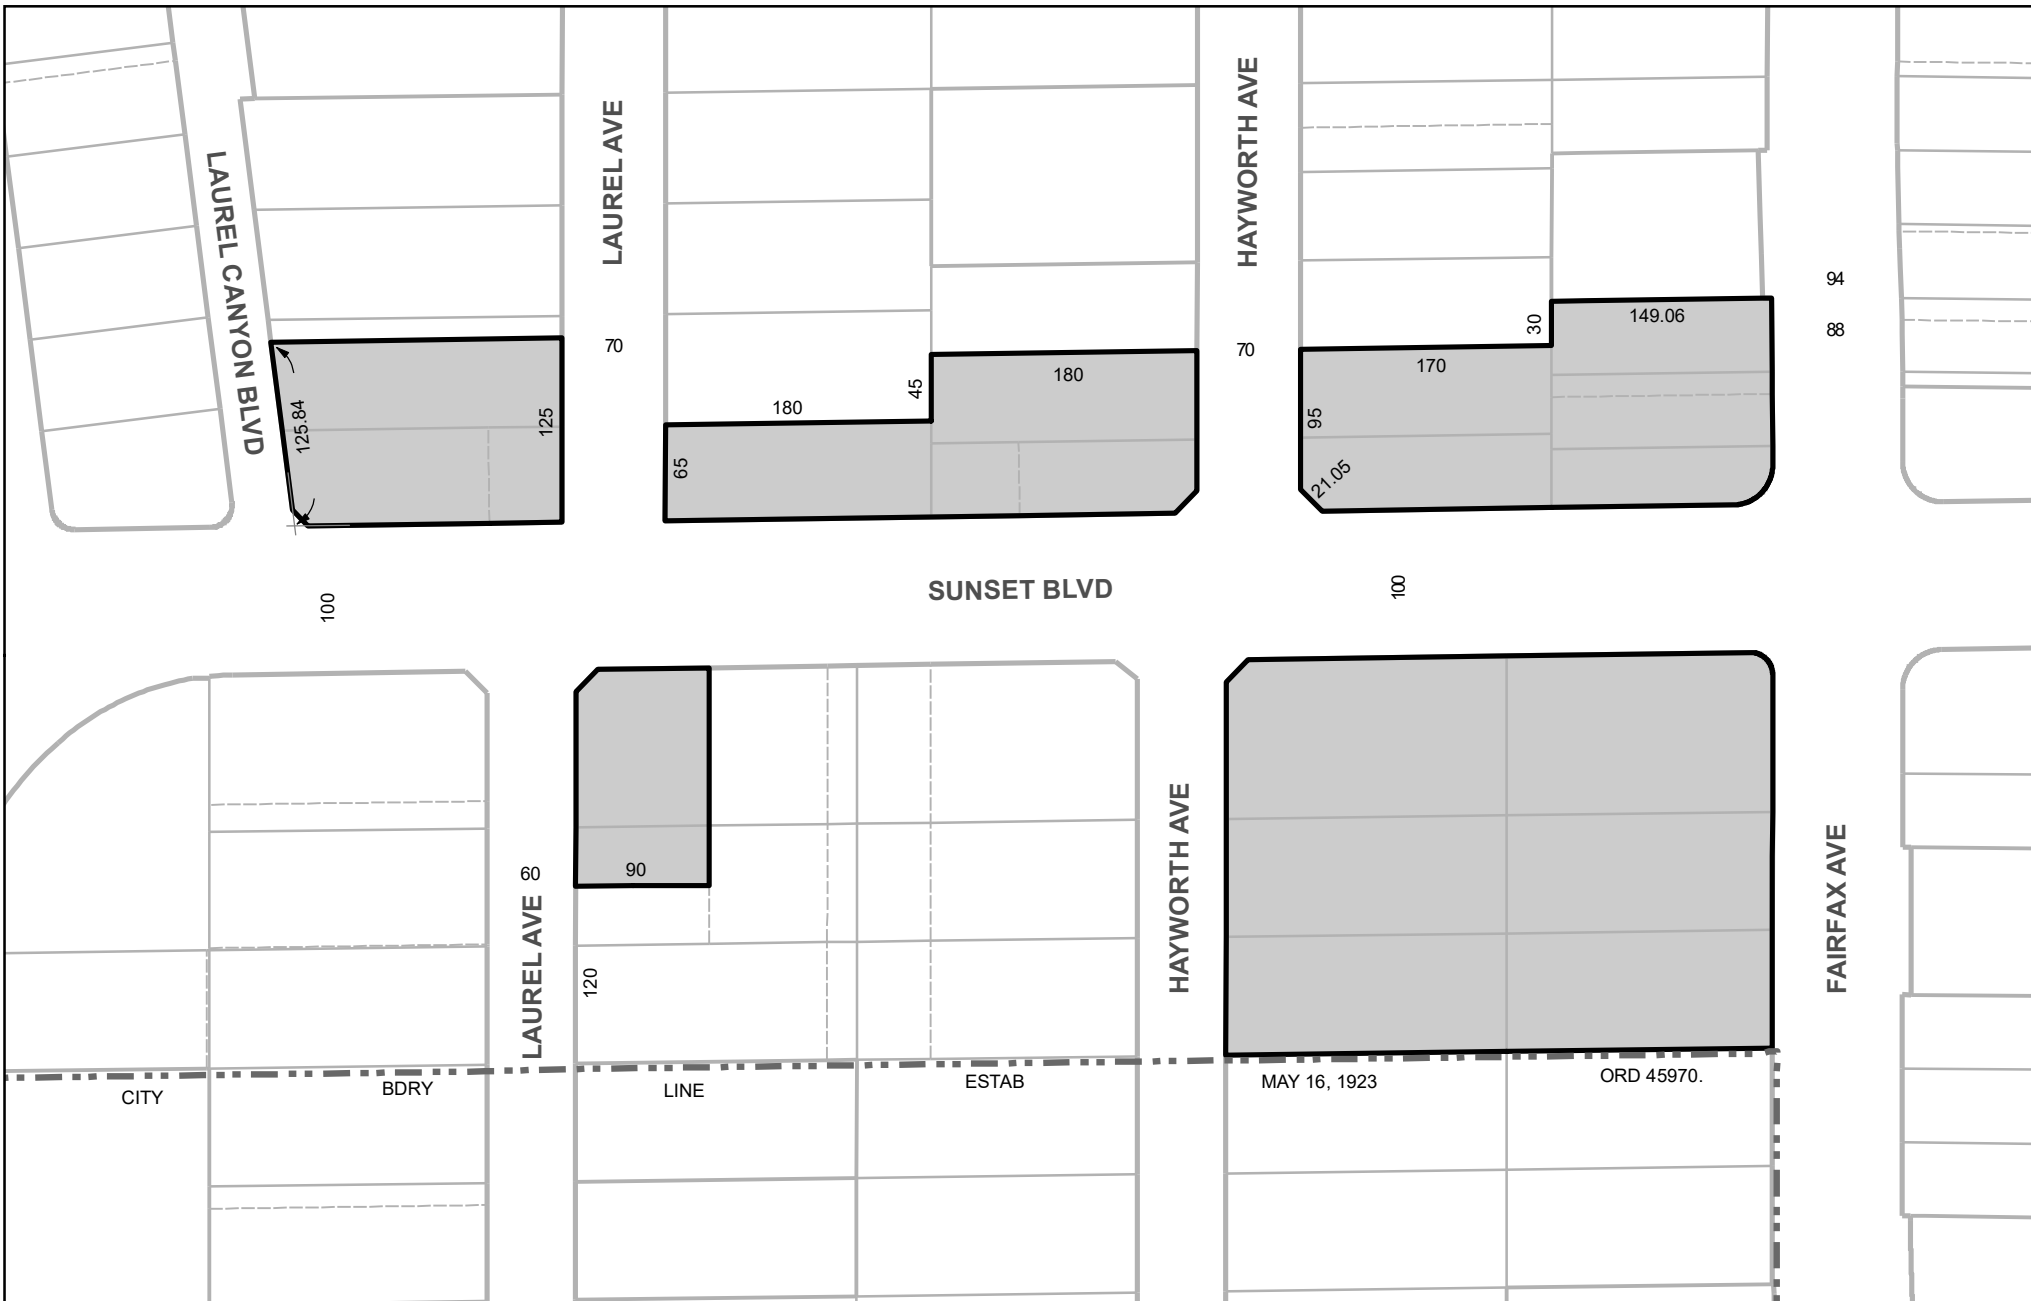 LAUREL CANYON BLVD
LAUREL AVE
HAYWORTH AVE
94
88
70
70
30
149.06
170
180
45
180
125.84
125
65
95
21.05
SUNSET BLVD
100
100
60
90
LAUREL AVE
120
HAYWORTH AVE
FAIRFAX AVE
CITY BDRY LINE ESTAB MAY 16, 1923 ORD 45970.